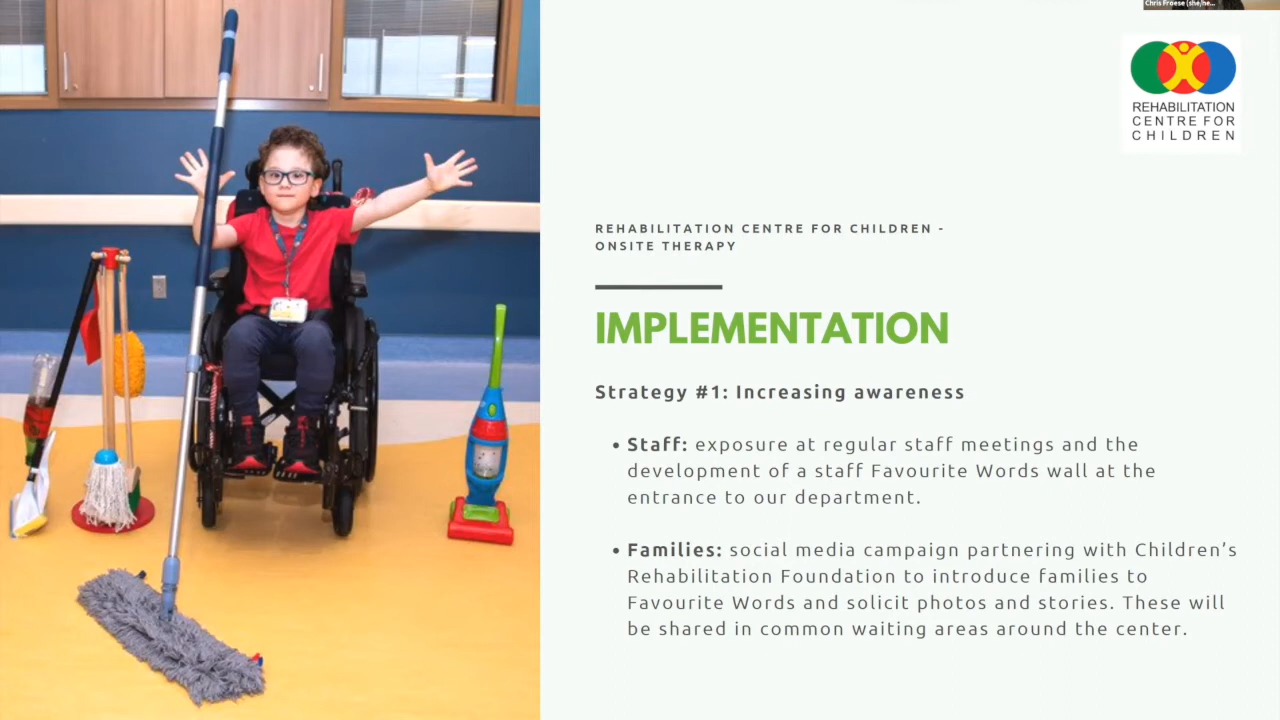 Chris Froese (she/he...
REHABILITATION
CENTRE FOR
CHILDREN
REHABILITATION CENTRE FOR CHILDREN -
ONSITE THERAPY
IMPLEMENTATION
Strategy #1: Increasing awareness
• Staff: exposure at regular staff meetings and the
development of a staff Favourite Words wall at the
entrance to our department.
• Families: social media campaign partnering with Children’s
Rehabilitation Foundation to introduce families to
Favourite Words and solicit photos and stories. These will
be shared in common waiting areas around the center.